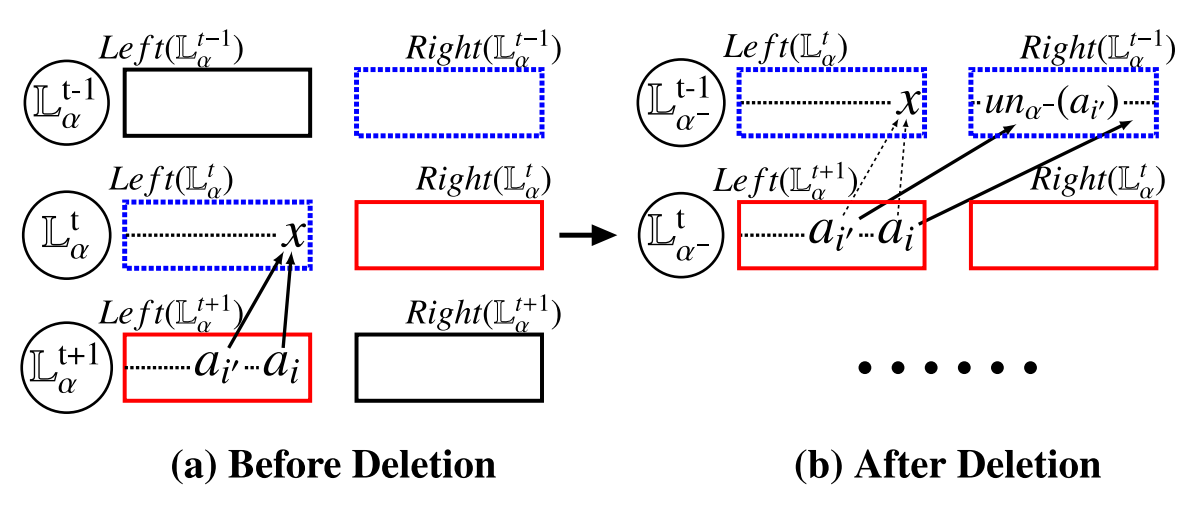 Left(𝕃_α^{t-1}) Right(𝕃_α^{t-1})
𝕃_α^{t-1}
Left(𝕃_α^t) Right(𝕃_α^t)
𝕃_α^t x
Left(𝕃_α^{t+1}) Right(𝕃_α^{t+1})
𝕃_α^{t+1} a_{i'} a_i
(a) Before Deletion
Left(𝕃_α^t) Right(𝕃_α^{t-1})
𝕃_{α^-}^{t-1} x un_{α^-}(a_{i'})
Left(𝕃_α^{t+1}) Right(𝕃_α^t)
𝕃_{α^-}^t a_{i'} a_i
(b) After Deletion